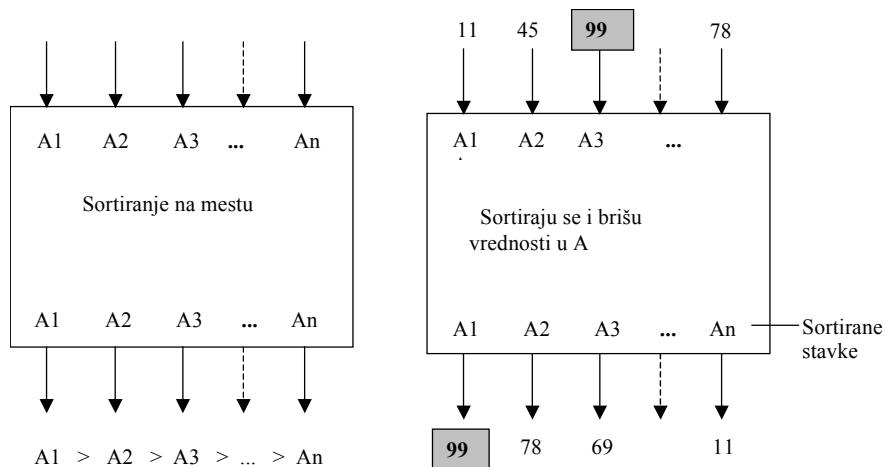 A1 A2 A3 ... An
Sortiranje na mestu
A1 A2 A3 ... An
A1 > A2 > A3 > ... > An
11 45 99 78
A1 A2 A3 ...
Sortiraju se i brišu
vrednosti u A
A1 A2 A3 ... An
Sortirane
stavke
99 78 69 11